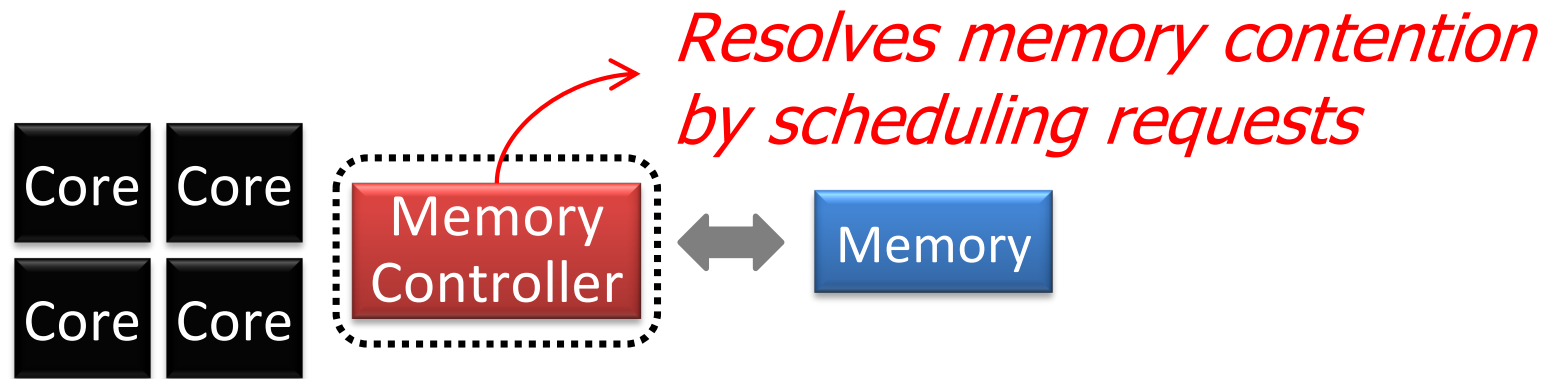 Resolves memory contention
by scheduling requests
Core Core
Memory
Controller
Memory
Core Core